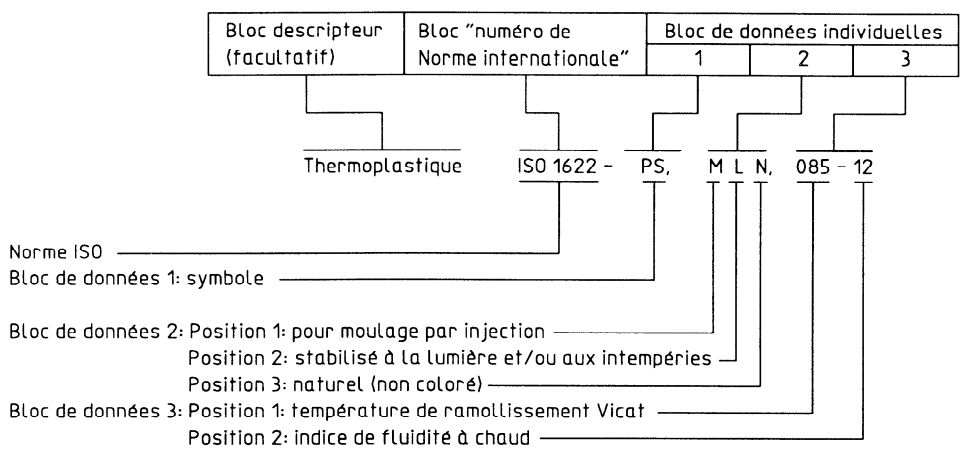 Bloc descripteur (facultatif)
Bloc "numéro de Norme internationale"
Bloc de données individuelles
1 2 3
Thermoplastique ISO 1622 - PS, M L N, 085 - 12
Norme ISO
Bloc de données 1: symbole
Bloc de données 2: Position 1: pour moulage par injection
Position 2: stabilisé à la lumière et/ou aux intempéries
Position 3: naturel (non coloré)
Bloc de données 3: Position 1: température de ramollissement Vicat
Position 2: indice de fluidité à chaud